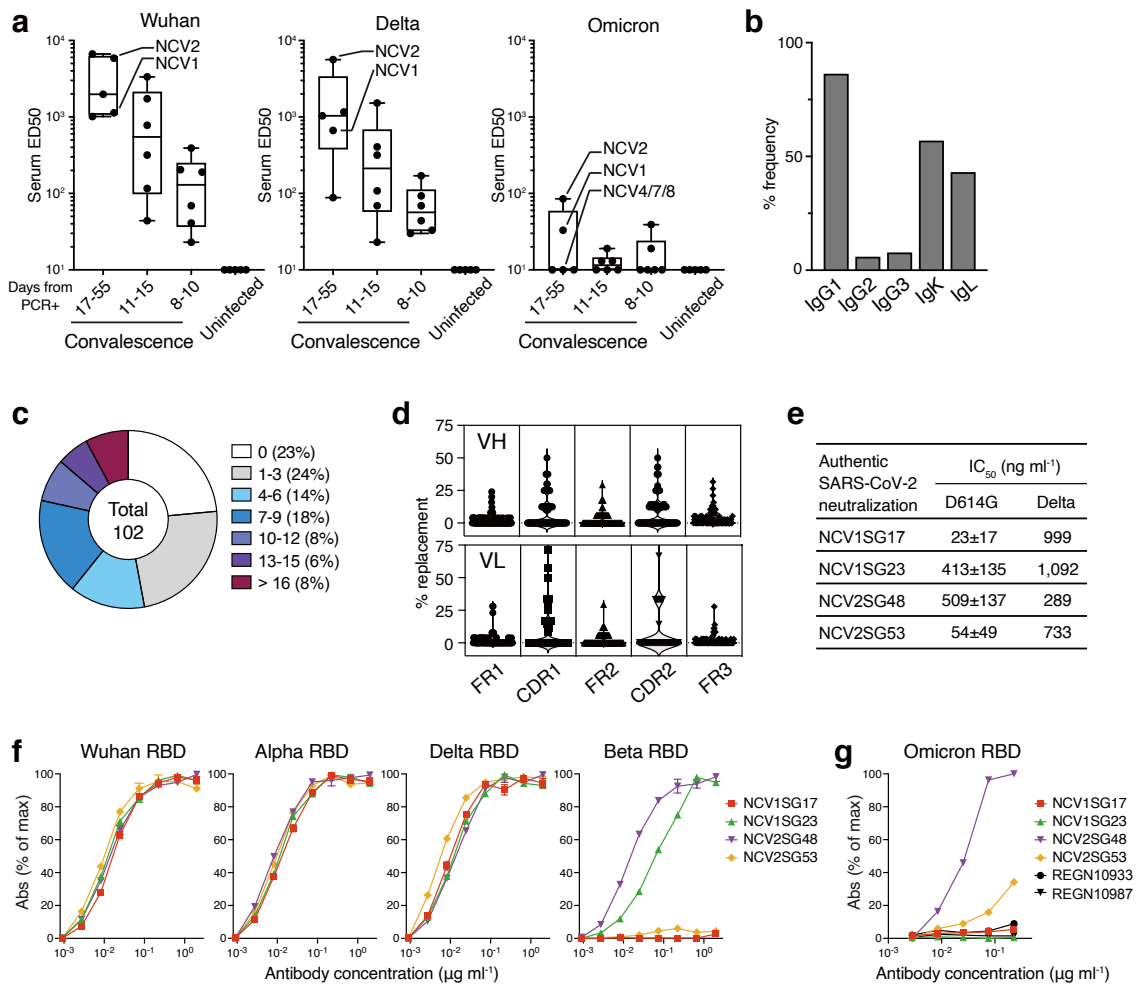 a
Wuhan
Delta
Omicron
b
10⁴
10³
10²
10¹
Serum ED50
NCV2
NCV1
10⁴
10³
10²
10¹
Serum ED50
NCV2
NCV1
10⁴
10³
10²
10¹
Serum ED50
NCV2
NCV1
NCV4/7/8
Days from
PCR+
17-55
11-15
8-10
Uninfected
Convalescence
17-55
11-15
8-10
Uninfected
Convalescence
17-55
11-15
8-10
Uninfected
Convalescence
100
50
0
% frequency
IgG1
IgG2
IgG3
IgK
IgL
c
Total
102
0 (23%)
1-3 (24%)
4-6 (14%)
7-9 (18%)
10-12 (8%)
13-15 (6%)
> 16 (8%)
d
75
50
25
0
VH
75
50
25
0
VL
% replacement
FR1
CDR1
FR2
CDR2
FR3
e
Authentic
SARS-CoV-2
neutralization
IC₅₀ (ng ml⁻¹)
D614G Delta
NCV1SG17 23±17 999
NCV1SG23 413±135 1,092
NCV2SG48 509±137 289
NCV2SG53 54±49 733
f
Wuhan RBD
Alpha RBD
Delta RBD
Beta RBD
100
80
60
40
20
0
Abs (% of max)
10⁻³ 10⁻² 10⁻¹ 10⁰
100
80
60
40
20
0
10⁻³ 10⁻² 10⁻¹ 10⁰
100
80
60
40
20
0
10⁻³ 10⁻² 10⁻¹ 10⁰
100
80
60
40
20
0
10⁻³ 10⁻² 10⁻¹ 10⁰
NCV1SG17
NCV1SG23
NCV2SG48
NCV2SG53
Antibody concentration (µg ml⁻¹)
g
Omicron RBD
100
80
60
40
20
0
Abs (% of max)
10⁻³ 10⁻² 10⁻¹
NCV1SG17
NCV1SG23
NCV2SG48
NCV2SG53
REGN10933
REGN10987
Antibody concentration (µg ml⁻¹)